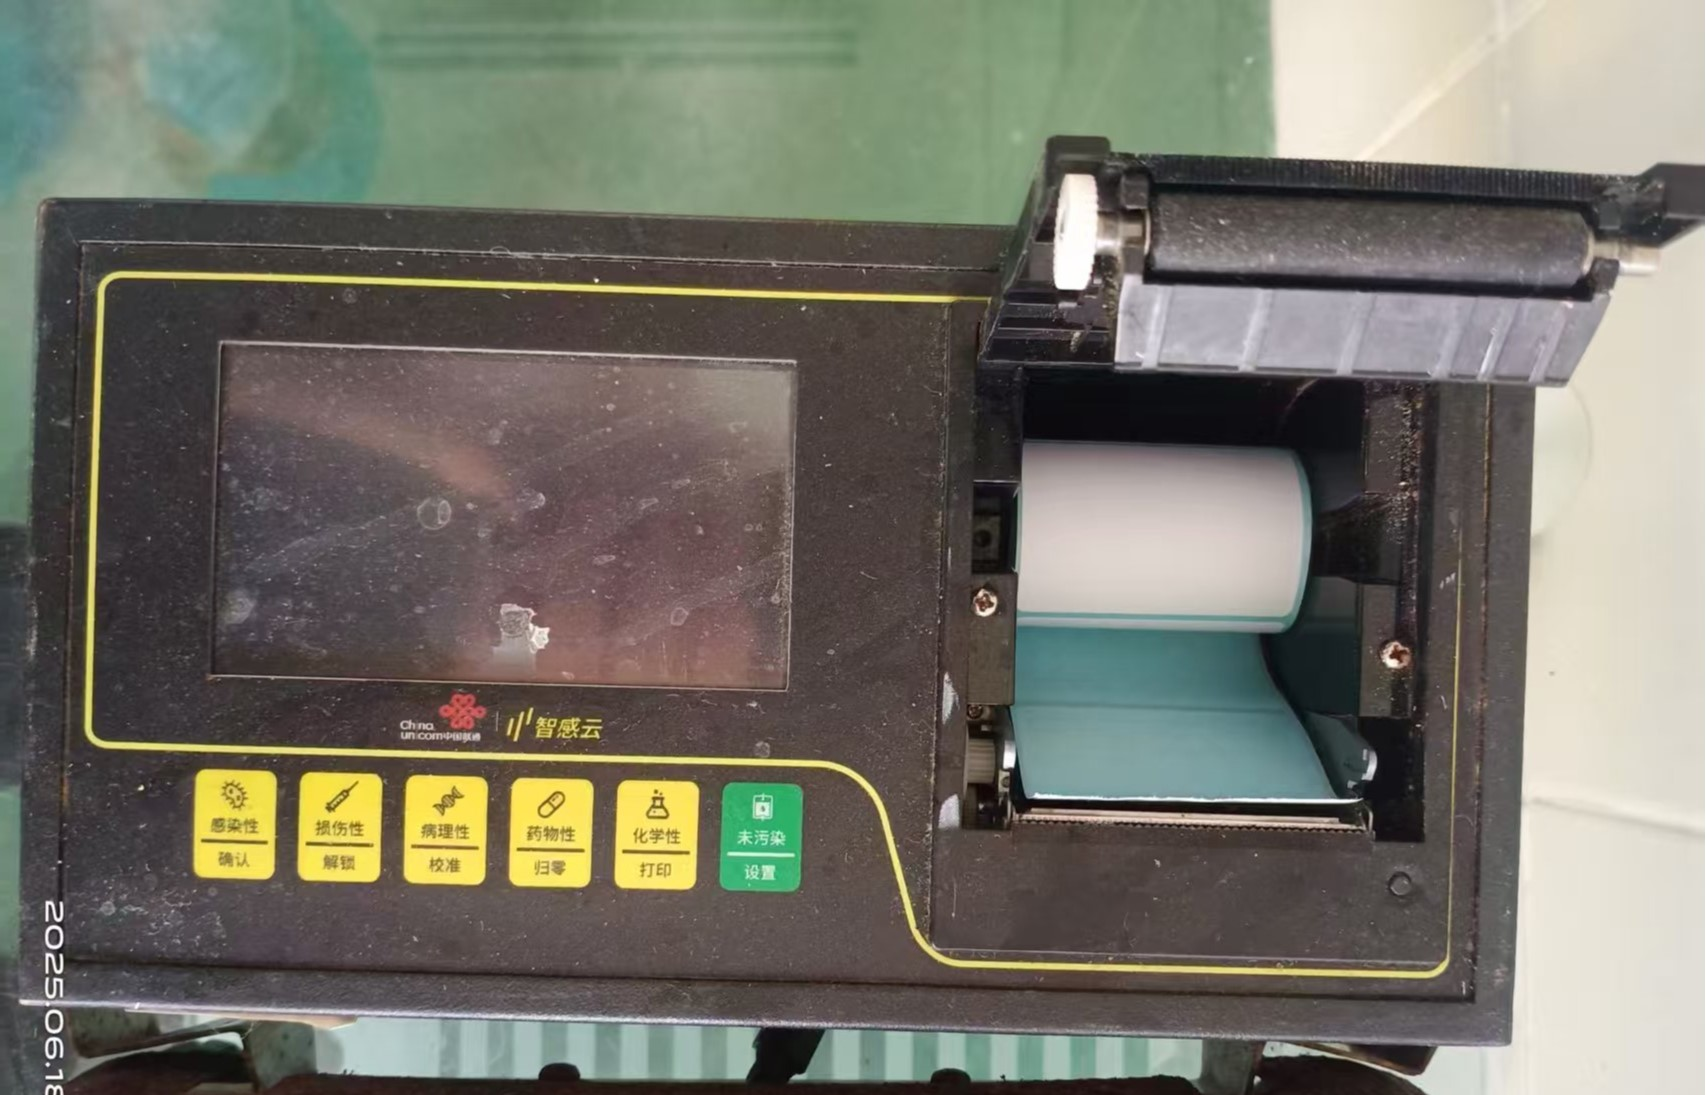 China
unicom中国联通
智感云
感染性
确认
损伤性
解锁
病理性
校准
药物性
归零
化学性
打印
未污染
设置
2025.06.18